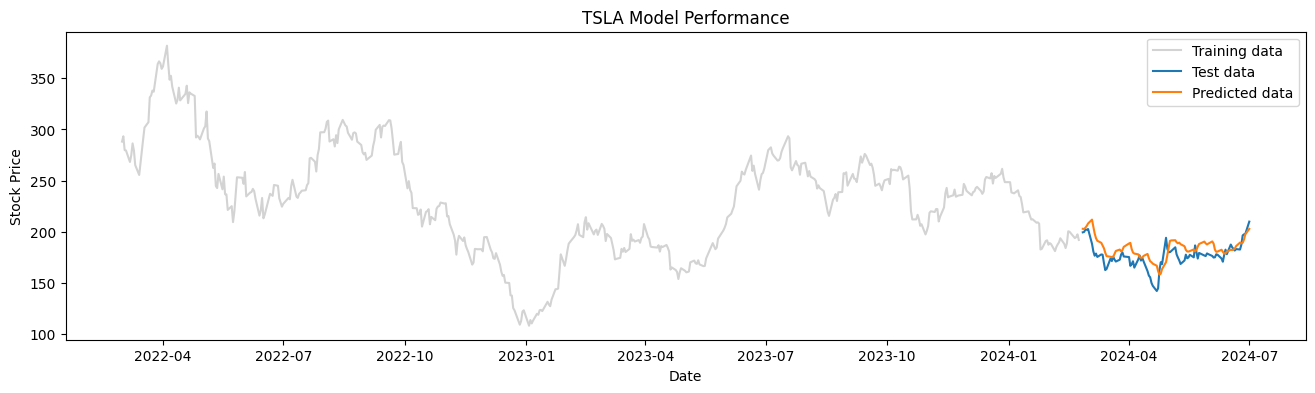 TSLA Model Performance
Training data
Test data
Predicted data
Stock Price
350
300
250
200
150
100
2022-04
2022-07
2022-10
2023-01
2023-04
2023-07
2023-10
2024-01
2024-04
2024-07
Date